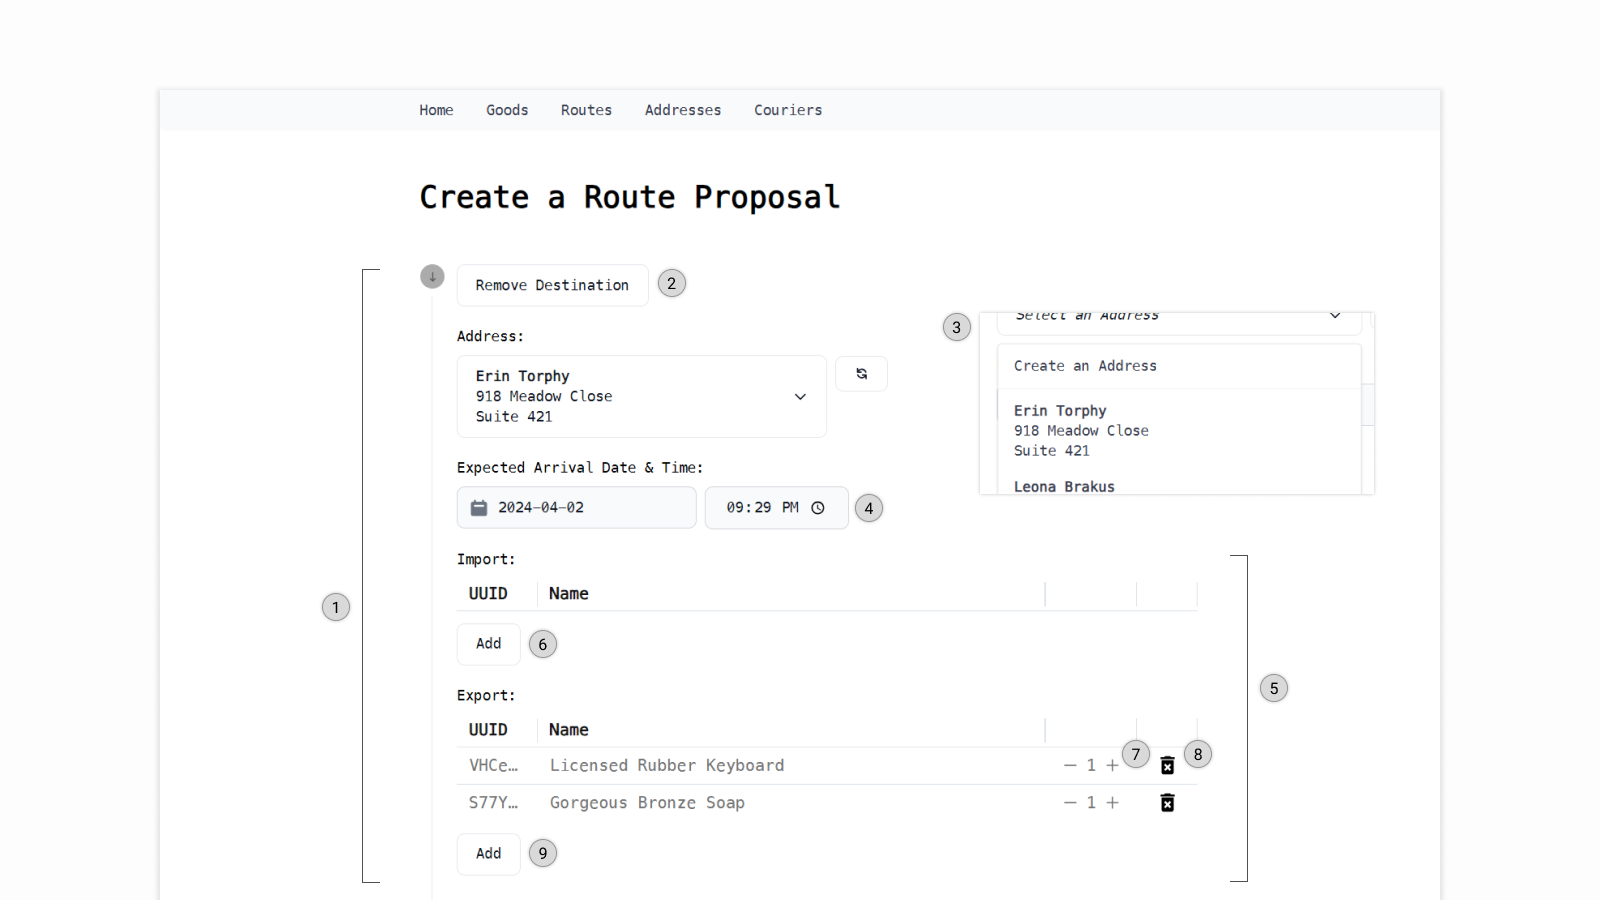 Home Goods Routes Addresses Couriers
Create a Route Proposal
Remove Destination
2
Address:
Erin Torphy
918 Meadow Close
Suite 421
3
Select an Address
Create an Address
Erin Torphy
918 Meadow Close
Suite 421
Leona Brakus
Expected Arrival Date & Time:
2024-04-02
09:29 PM
4
1
Import:
UUID Name
Add
6
5
Export:
UUID Name
7
8
VHCe… Licensed Rubber Keyboard − 1 +
S77Y… Gorgeous Bronze Soap − 1 +
Add
9